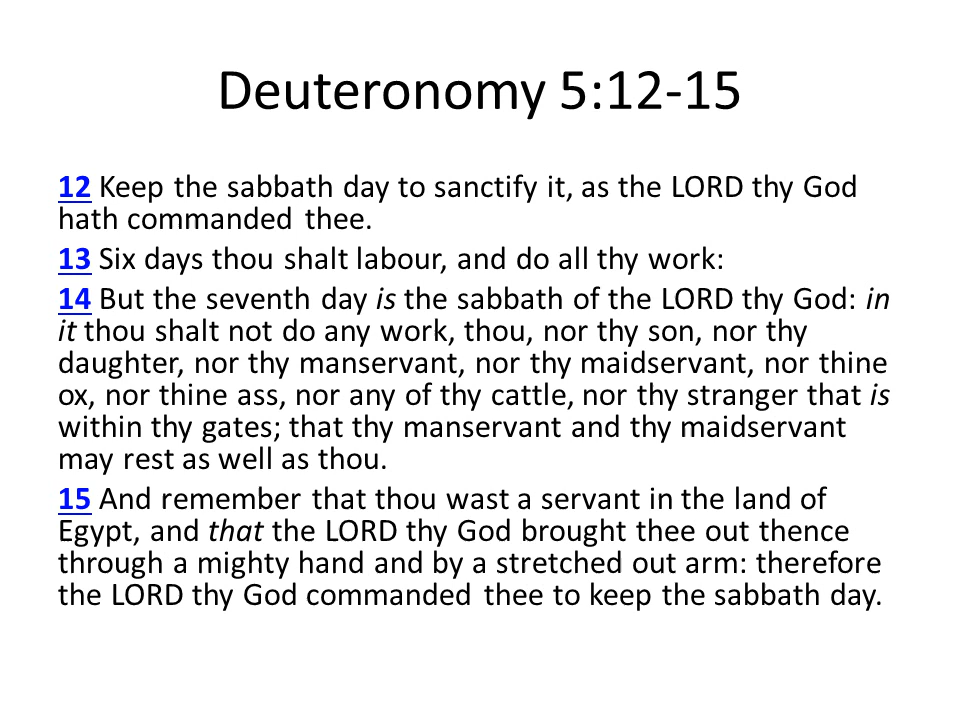 Deuteronomy 5:12-15
12 Keep the sabbath day to sanctify it, as the LORD thy God
hath commanded thee.
13 Six days thou shalt labour, and do all thy work:
14 But the seventh day is the sabbath of the LORD thy God: in
it thou shalt not do any work, thou, nor thy son, nor thy
daughter, nor thy manservant, nor thy maidservant, nor thine
ox, nor thine ass, nor any of thy cattle, nor thy stranger that is
within thy gates; that thy manservant and thy maidservant
may rest as well as thou.
15 And remember that thou wast a servant in the land of
Egypt, and that the LORD thy God brought thee out thence
through a mighty hand and by a stretched out arm: therefore
the LORD thy God commanded thee to keep the sabbath day.